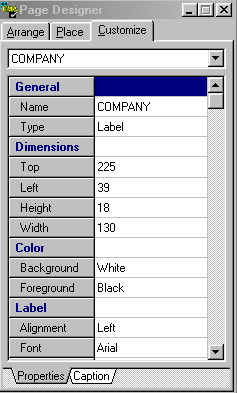 Page Designer
Arrange Place Customize
COMPANY
General
Name COMPANY
Type Label
Dimensions
Top 225
Left 39
Height 18
Width 130
Color
Background White
Foreground Black
Label
Alignment Left
Font Arial
Properties Caption